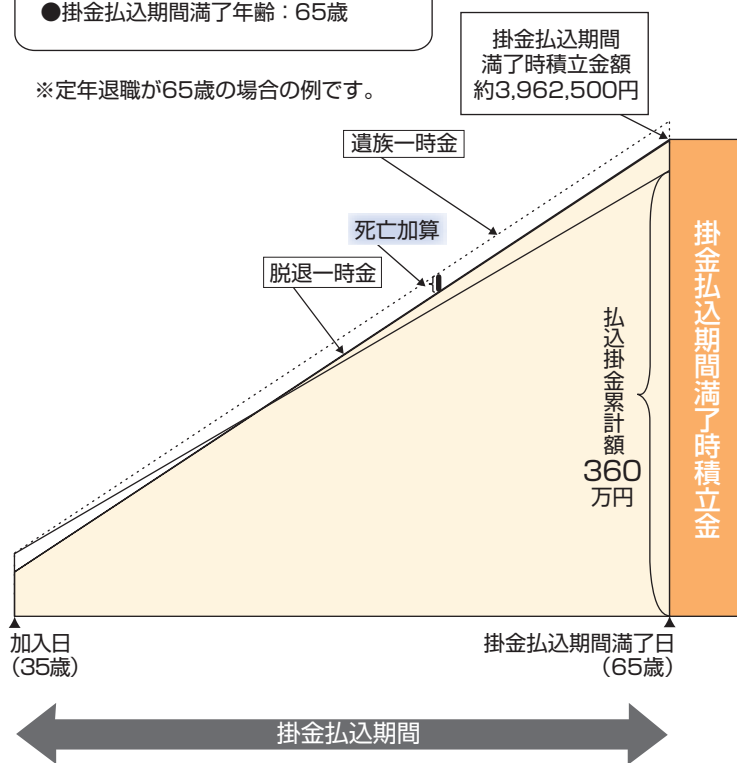 ●掛金払込期間満了年齢：65歳
※定年退職が65歳の場合の例です。
掛金払込期間
満了時積立金額
約3,962,500円
遺族一時金
死亡加算
脱退一時金
払込掛金累計額
360
万円
掛金払込期間満了時積立金
加入日
（35歳）
掛金払込期間満了日
（65歳）
掛金払込期間